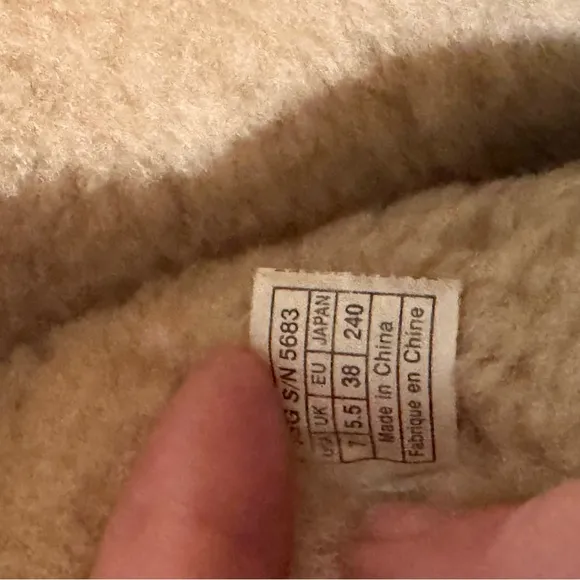 G S/N 5683
UK EU JAPAN
7 5.5 38 240
Made in China
Fabriqué en Chine